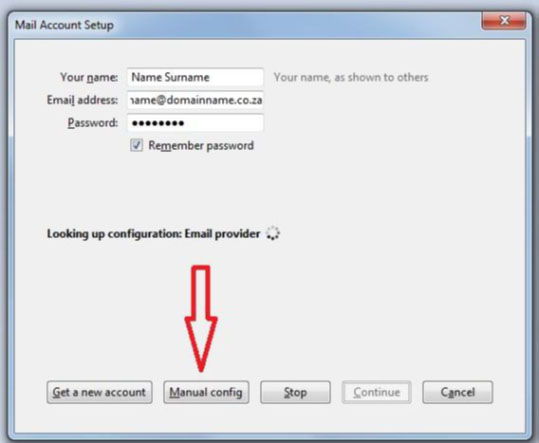 Mail Account Setup
Your name: Name Surname Your name, as shown to others
Email address: name@domainname.co.za
Password: ••••••••
Remember password
Looking up configuration: Email provider
Get a new account Manual config Stop Continue Cancel